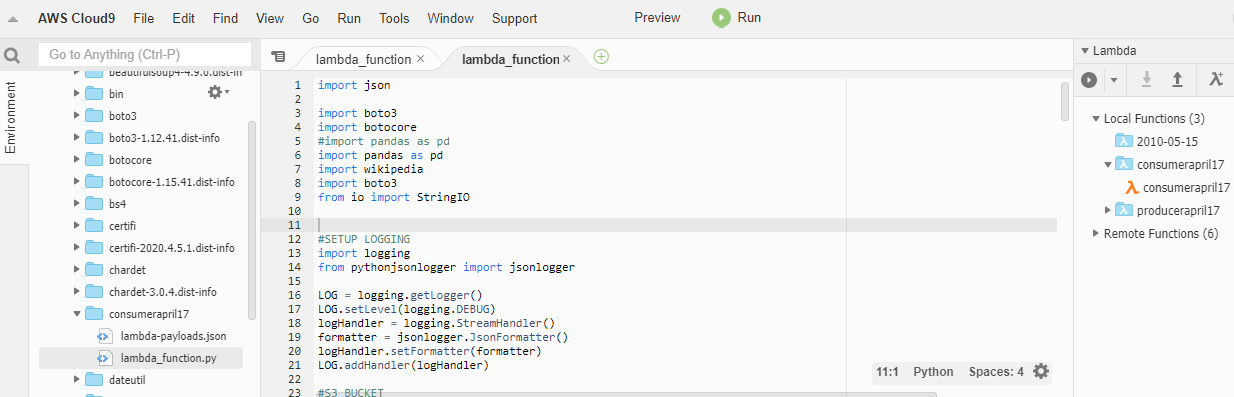 AWS Cloud9 File Edit Find View Go Run Tools Window Support Preview Run
Go to Anything (Ctrl-P)
Environment
beautifulsoup4-4.9.0.dist-in
bin
boto3
boto3-1.12.41.dist-info
botocore
botocore-1.15.41.dist-info
bs4
certifi
certifi-2020.4.5.1.dist-info
chardet
chardet-3.0.4.dist-info
consumerapril17
lambda-payloads.json
lambda_function.py
dateutil
lambda_function × lambda_function ×
1 import json
2
3 import boto3
4 import botocore
5 #import pandas as pd
6 import pandas as pd
7 import wikipedia
8 import boto3
9 from io import StringIO
10
11
12 #SETUP LOGGING
13 import logging
14 from pythonjsonlogger import jsonlogger
15
16 LOG = logging.getLogger()
17 LOG.setLevel(logging.DEBUG)
18 logHandler = logging.StreamHandler()
19 formatter = jsonlogger.JsonFormatter()
20 logHandler.setFormatter(formatter)
21 LOG.addHandler(logHandler)
22
23 #S3 BUCKET
11:1 Python Spaces: 4
Lambda
Local Functions (3)
2010-05-15
consumerapril17
consumerapril17
producerapril17
Remote Functions (6)